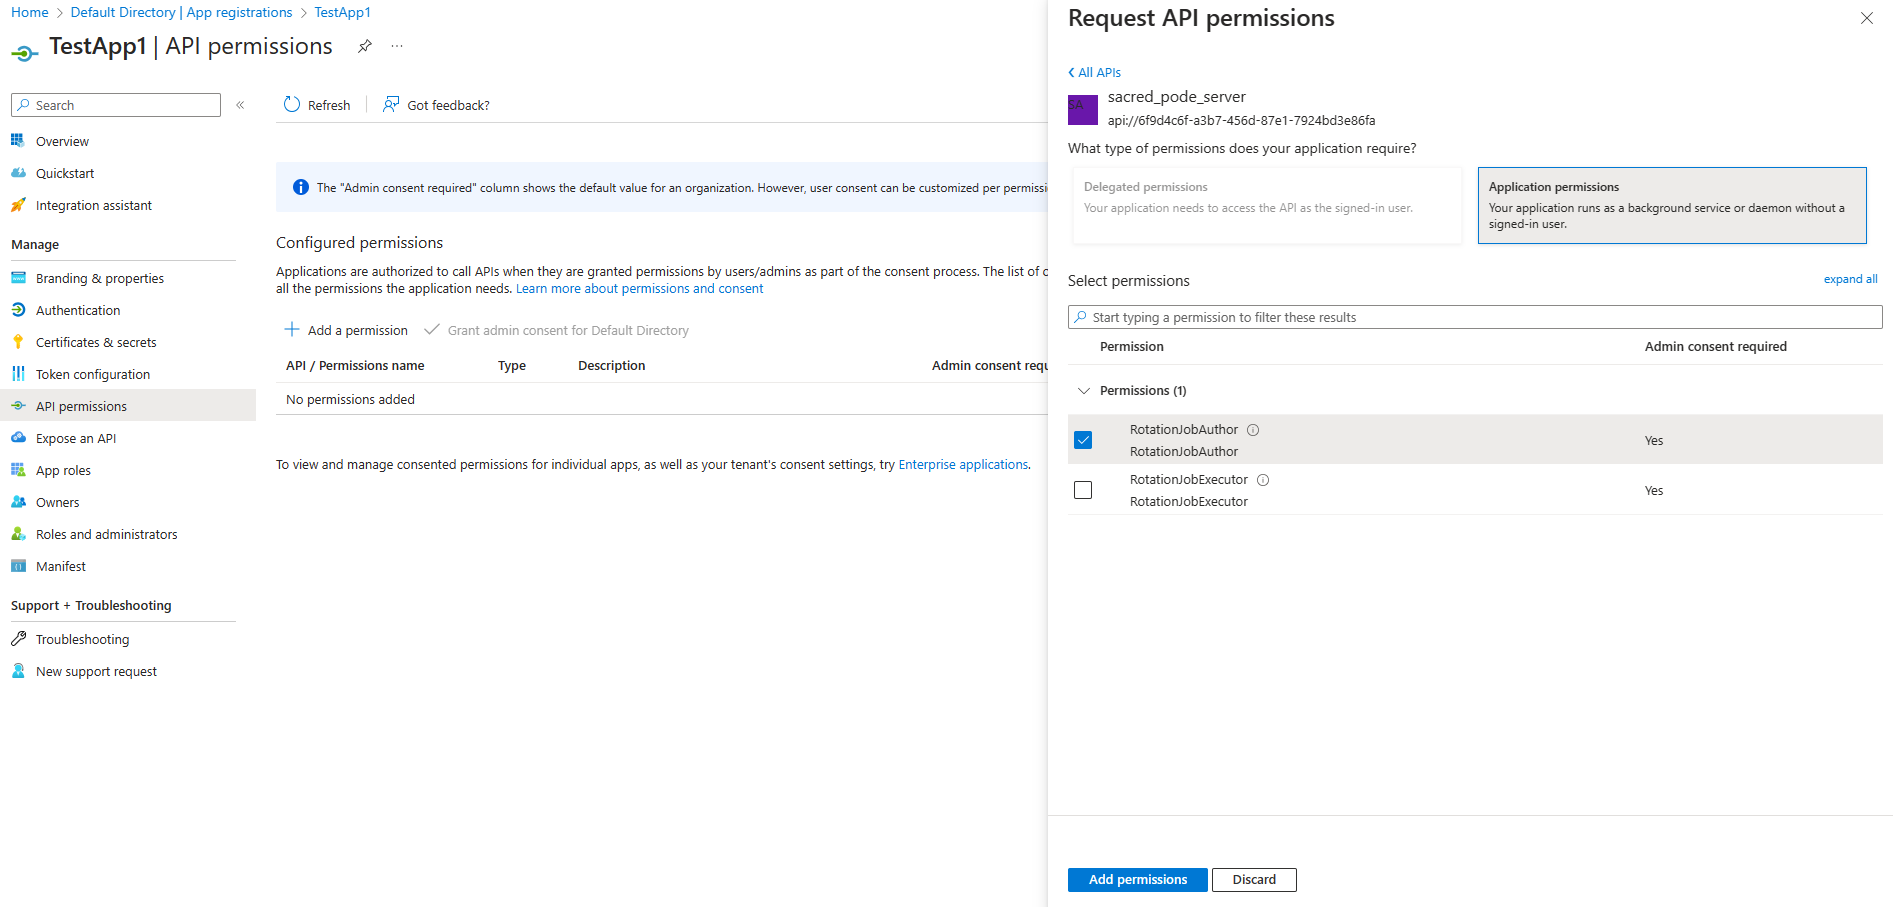 Home > Default Directory | App registrations > TestApp1
TestApp1 | API permissions
Search
Overview
Quickstart
Integration assistant
Manage
Branding & properties
Authentication
Certificates & secrets
Token configuration
API permissions
Expose an API
App roles
Owners
Roles and administrators
Manifest
Support + Troubleshooting
Troubleshooting
New support request
Refresh
Got feedback?
The "Admin consent required" column shows the default value for an organization. However, user consent can be customized per permissi
Configured permissions
Applications are authorized to call APIs when they are granted permissions by users/admins as part of the consent process. The list of c
all the permissions the application needs. Learn more about permissions and consent
Add a permission
Grant admin consent for Default Directory
API / Permissions name Type Description Admin consent requ
No permissions added
To view and manage consented permissions for individual apps, as well as your tenant's consent settings, try Enterprise applications.
Request API permissions
All APIs
SA
sacred_pode_server
api://6f9d4c6f-a3b7-456d-87e1-7924bd3e86fa
What type of permissions does your application require?
Delegated permissions
Your application needs to access the API as the signed-in user.
Application permissions
Your application runs as a background service or daemon without a
signed-in user.
Select permissions
expand all
Start typing a permission to filter these results
Permission Admin consent required
Permissions (1)
RotationJobAuthor
RotationJobAuthor
Yes
RotationJobExecutor
RotationJobExecutor
Yes
Add permissions
Discard